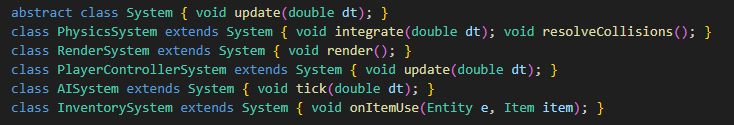 abstract class System { void update(double dt); }
class PhysicsSystem extends System { void integrate(double dt); void resolveCollisions(); }
class RenderSystem extends System { void render(); }
class PlayerControllerSystem extends System { void update(double dt); }
class AISystem extends System { void tick(double dt); }
class InventorySystem extends System { void onItemUse(Entity e, Item item); }